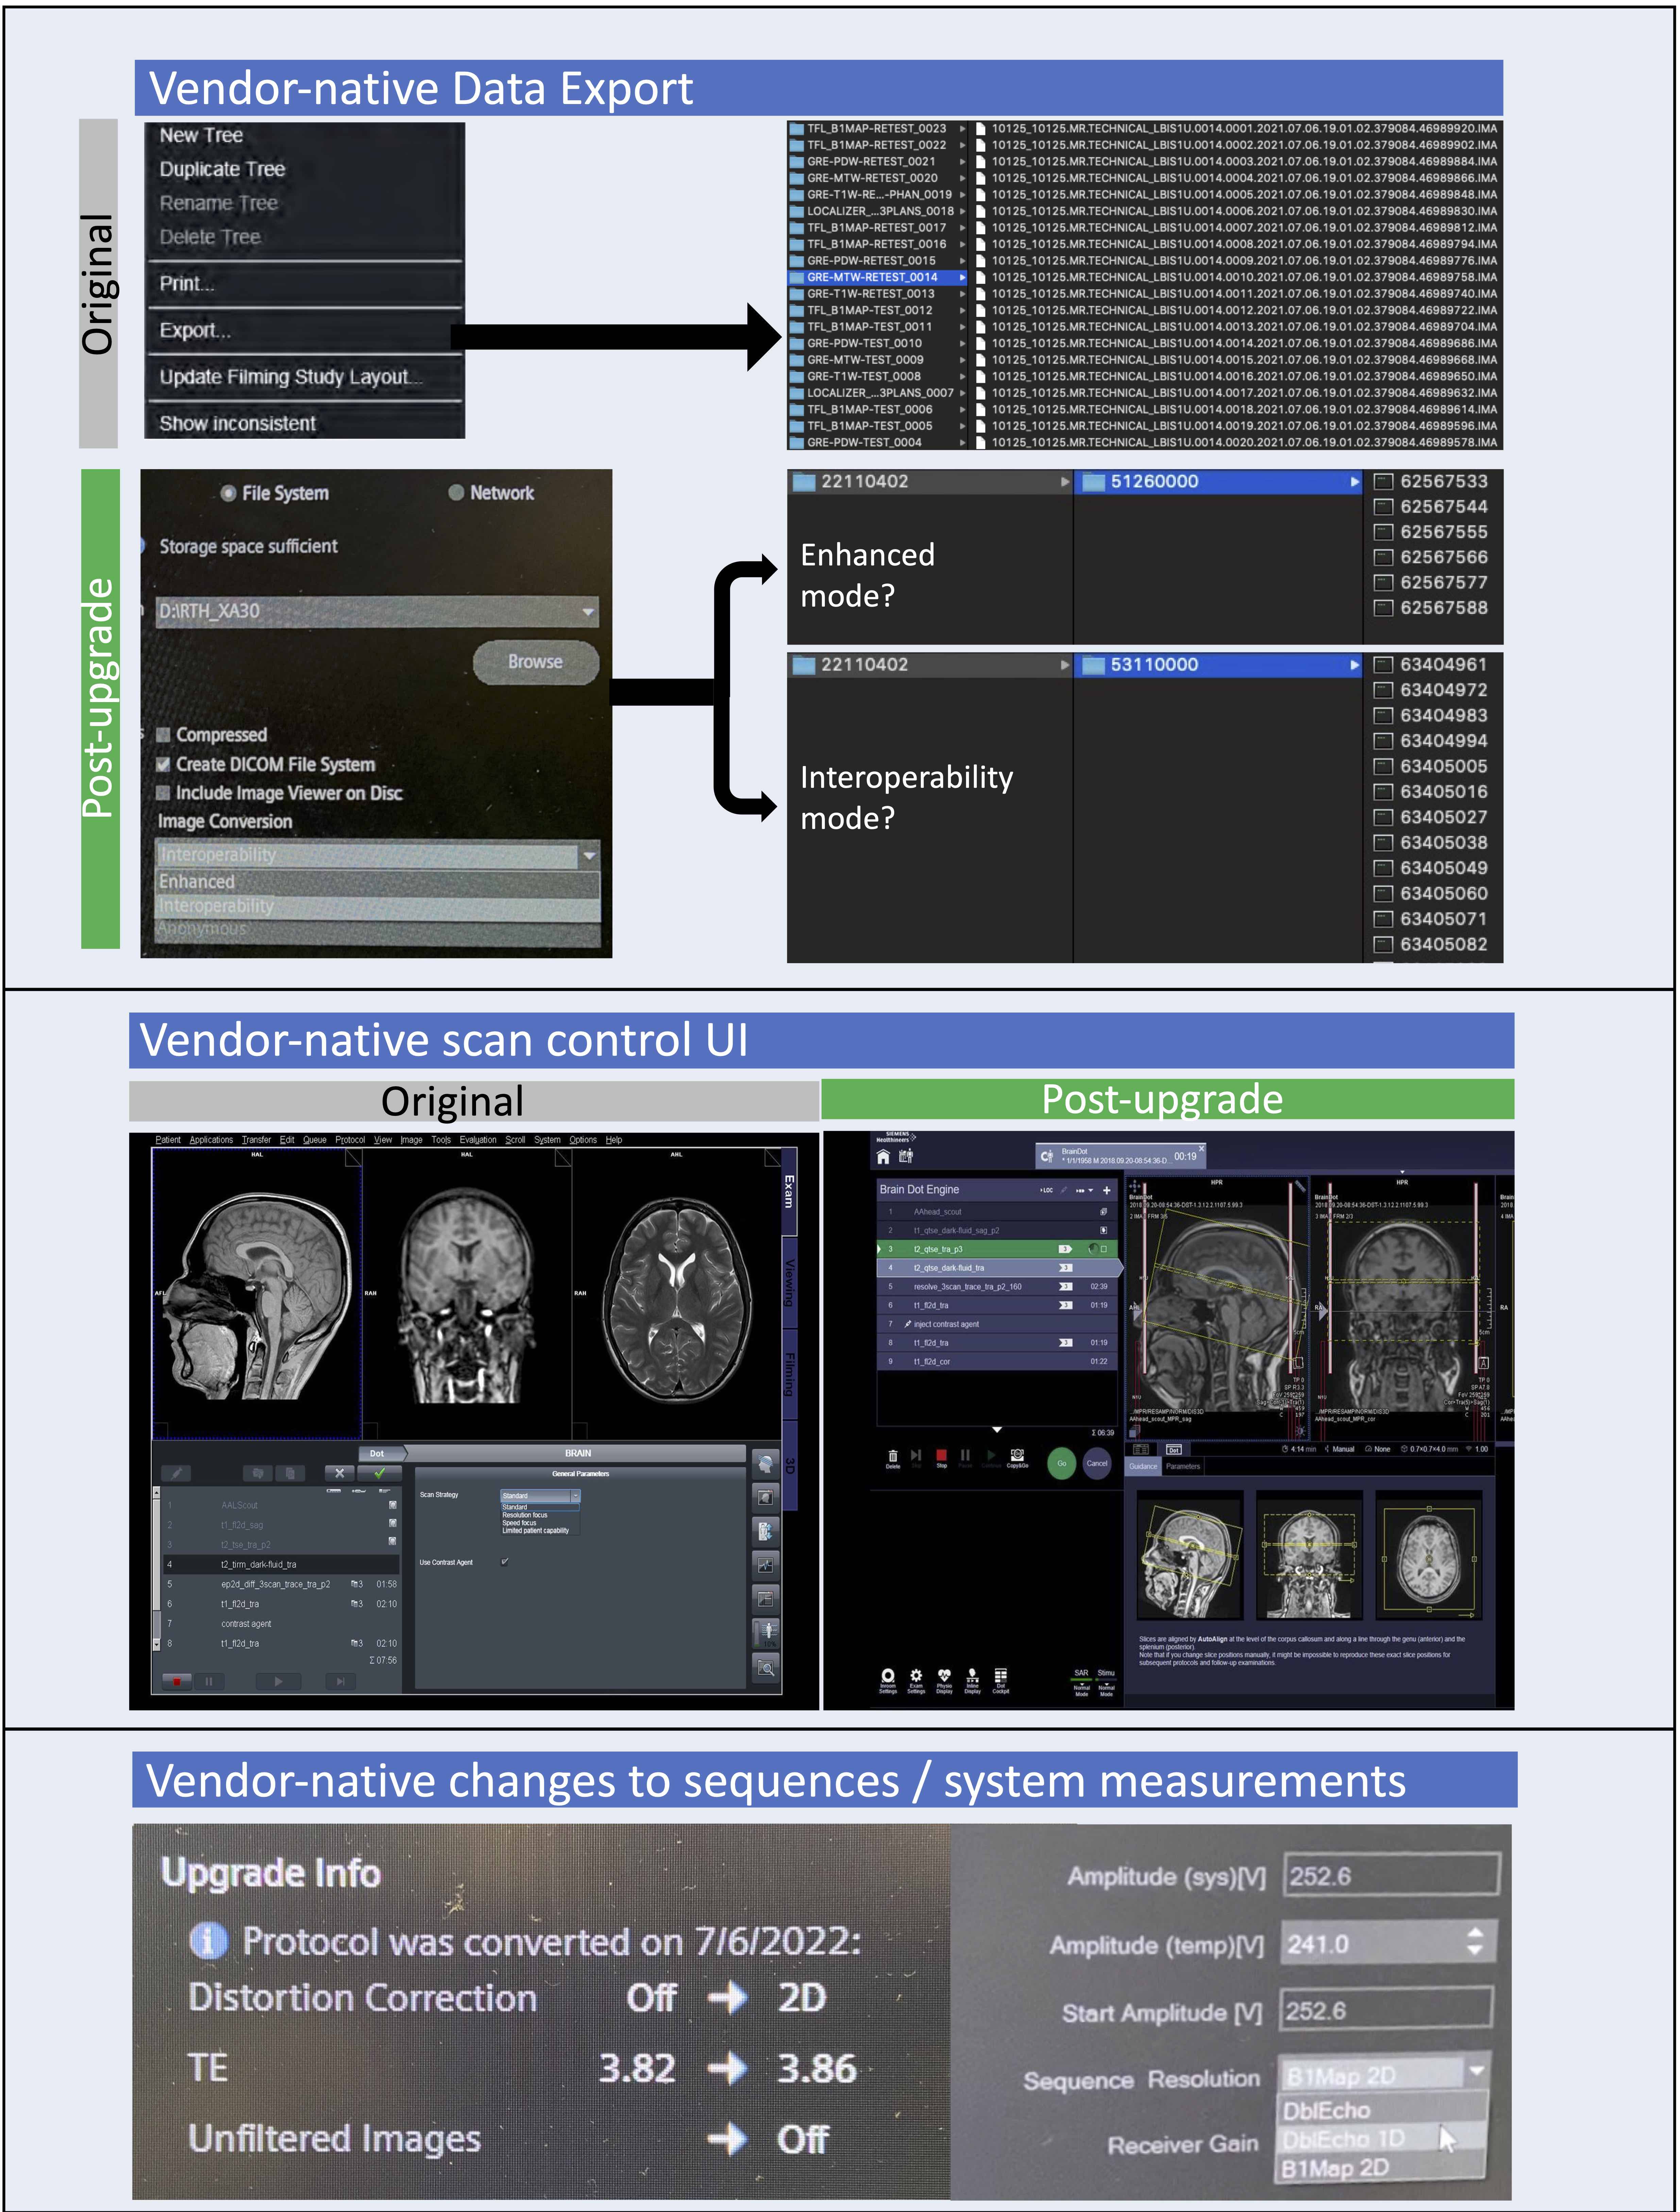 Vendor-native Data Export
Original
New Tree
Duplicate Tree
Rename Tree
Delete Tree
Print...
Export...
Update Filming Study Layout...
Show inconsistent
TFL_B1MAP-RETEST_0023
TFL_B1MAP-RETEST_0022
GRE-PDW-RETEST_0021
GRE-MTW-RETEST_0020
GRE-T1W-RE...-PHAN_0019
LOCALIZER_...3PLANS_0018
TFL_B1MAP-RETEST_0017
TFL_B1MAP-RETEST_0016
GRE-PDW-RETEST_0015
GRE-MTW-RETEST_0014
GRE-T1W-RETEST_0013
TFL_B1MAP-TEST_0012
TFL_B1MAP-TEST_0011
GRE-PDW-TEST_0010
GRE-MTW-TEST_0009
GRE-T1W-TEST_0008
LOCALIZER_...3PLANS_0007
TFL_B1MAP-TEST_0006
TFL_B1MAP-TEST_0005
GRE-PDW-TEST_0004
10125_10125.MR.TECHNICAL_LBIS1U.0014.0001.2021.07.06.19.01.02.379084.46989920.IMA
10125_10125.MR.TECHNICAL_LBIS1U.0014.0002.2021.07.06.19.01.02.379084.46989902.IMA
10125_10125.MR.TECHNICAL_LBIS1U.0014.0003.2021.07.06.19.01.02.379084.46989884.IMA
10125_10125.MR.TECHNICAL_LBIS1U.0014.0004.2021.07.06.19.01.02.379084.46989866.IMA
10125_10125.MR.TECHNICAL_LBIS1U.0014.0005.2021.07.06.19.01.02.379084.46989848.IMA
10125_10125.MR.TECHNICAL_LBIS1U.0014.0006.2021.07.06.19.01.02.379084.46989830.IMA
10125_10125.MR.TECHNICAL_LBIS1U.0014.0007.2021.07.06.19.01.02.379084.46989812.IMA
10125_10125.MR.TECHNICAL_LBIS1U.0014.0008.2021.07.06.19.01.02.379084.46989794.IMA
10125_10125.MR.TECHNICAL_LBIS1U.0014.0009.2021.07.06.19.01.02.379084.46989776.IMA
10125_10125.MR.TECHNICAL_LBIS1U.0014.0010.2021.07.06.19.01.02.379084.46989758.IMA
10125_10125.MR.TECHNICAL_LBIS1U.0014.0011.2021.07.06.19.01.02.379084.46989740.IMA
10125_10125.MR.TECHNICAL_LBIS1U.0014.0012.2021.07.06.19.01.02.379084.46989722.IMA
10125_10125.MR.TECHNICAL_LBIS1U.0014.0013.2021.07.06.19.01.02.379084.46989704.IMA
10125_10125.MR.TECHNICAL_LBIS1U.0014.0014.2021.07.06.19.01.02.379084.46989686.IMA
10125_10125.MR.TECHNICAL_LBIS1U.0014.0015.2021.07.06.19.01.02.379084.46989668.IMA
10125_10125.MR.TECHNICAL_LBIS1U.0014.0016.2021.07.06.19.01.02.379084.46989650.IMA
10125_10125.MR.TECHNICAL_LBIS1U.0014.0017.2021.07.06.19.01.02.379084.46989632.IMA
10125_10125.MR.TECHNICAL_LBIS1U.0014.0018.2021.07.06.19.01.02.379084.46989614.IMA
10125_10125.MR.TECHNICAL_LBIS1U.0014.0019.2021.07.06.19.01.02.379084.46989596.IMA
10125_10125.MR.TECHNICAL_LBIS1U.0014.0020.2021.07.06.19.01.02.379084.46989578.IMA
Post-upgrade
File System Network
Storage space sufficient
D:\RTH_XA30
Browse
Compressed
Create DICOM File System
Include Image Viewer on Disc
Image Conversion
Interoperability
Enhanced
Interoperability
Anonymous
22110402 51260000
Enhanced
mode?
62567533
62567544
62567555
62567566
62567577
62567588
22110402 53110000
Interoperability
mode?
63404961
63404972
63404983
63404994
63405005
63405016
63405027
63405038
63405049
63405060
63405071
63405082
Vendor-native scan control UI
Original
Patient Applications Transfer Edit Queue Protocol View Image Tools Evaluation Scroll System Options Help
HAL HAL AHL
AFL RAH RAH
Exam
Viewing
Filming
3D
Dot BRAIN
General Parameters
Scan Strategy Standard
Standard
Resolution focus
Speed focus
Limited patient capability
Use Contrast Agent
1 AALScout
2 t1_fl2d_sag
3 t2_tse_tra_p2
4 t2_tirm_dark-fluid_tra
5 ep2d_diff_3scan_trace_tra_p2 3 01:58
6 t1_fl2d_tra 3 02:10
7 contrast agent
8 t1_fl2d_tra 3 02:10
Σ 07:56
Post-upgrade
SIEMENS
Healthineers
BrainDot
* 1/1/1958 M 2018.09.20-08:54:36-D... 00:19
Brain Dot Engine +LOC
1 AAhead_scout
2 t1_qtse_dark-fluid_sag_p2
3 t2_qtse_tra_p3 3
4 t2_qtse_dark-fluid_tra 3
5 resolve_3scan_trace_tra_p2_160 3 02:39
6 t1_fl2d_tra 3 01:19
7 inject contrast agent
8 t1_fl2d_tra 3 01:19
9 t1_fl2d_cor 01:22
Σ 06:39
Delete Stop Copy&Go Go Cancel
HPR HPR
4:14 min Manual None 0.7×0.7×4.0 mm 1.00
Dot
Guidance Parameters
Slices are aligned by AutoAlign at the level of the corpus callosum and along a line through the genu (anterior) and the
splenium (posterior).
Note that if you change slice positions manually, it might be impossible to reproduce these exact slice positions for
subsequent protocols and follow-up examinations.
Inroom Settings
Exam Settings
Physio Display
Inline Display
Dot Cockpit
SAR Stimu
Normal Mode Normal Mode
Vendor-native changes to sequences / system measurements
Upgrade Info
Protocol was converted on 7/6/2022:
Distortion Correction Off → 2D
TE 3.82 → 3.86
Unfiltered Images → Off
Amplitude (sys)[V] 252.6
Amplitude (temp)[V] 241.0
Start Amplitude [V] 252.6
Sequence Resolution B1Map 2D
DblEcho
Receiver Gain DblEcho 1D
B1Map 2D